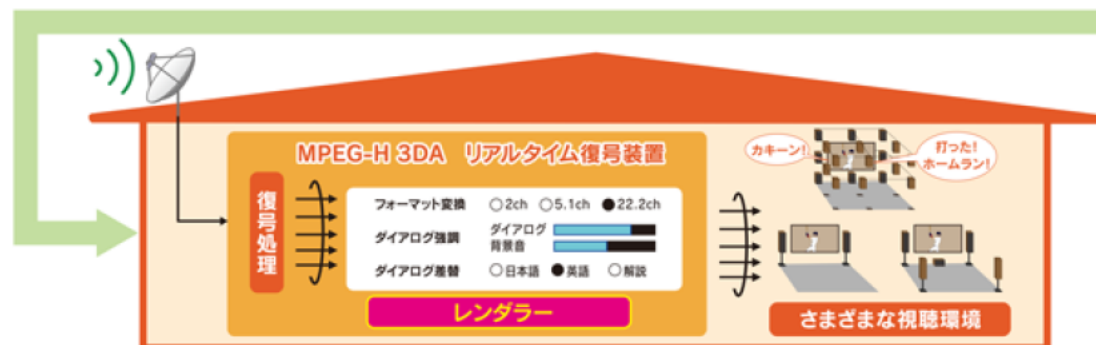 MPEG-H 3DA リアルタイム復号装置
復号処理
フォーマット変換 ○2ch ○5.1ch ●22.2ch
ダイアログ強調 ダイアログ
背景音
ダイアログ差替 ○日本語 ●英語 ○解説
レンダラー
カキーン!
打った!
ホームラン!
さまざまな視聴環境